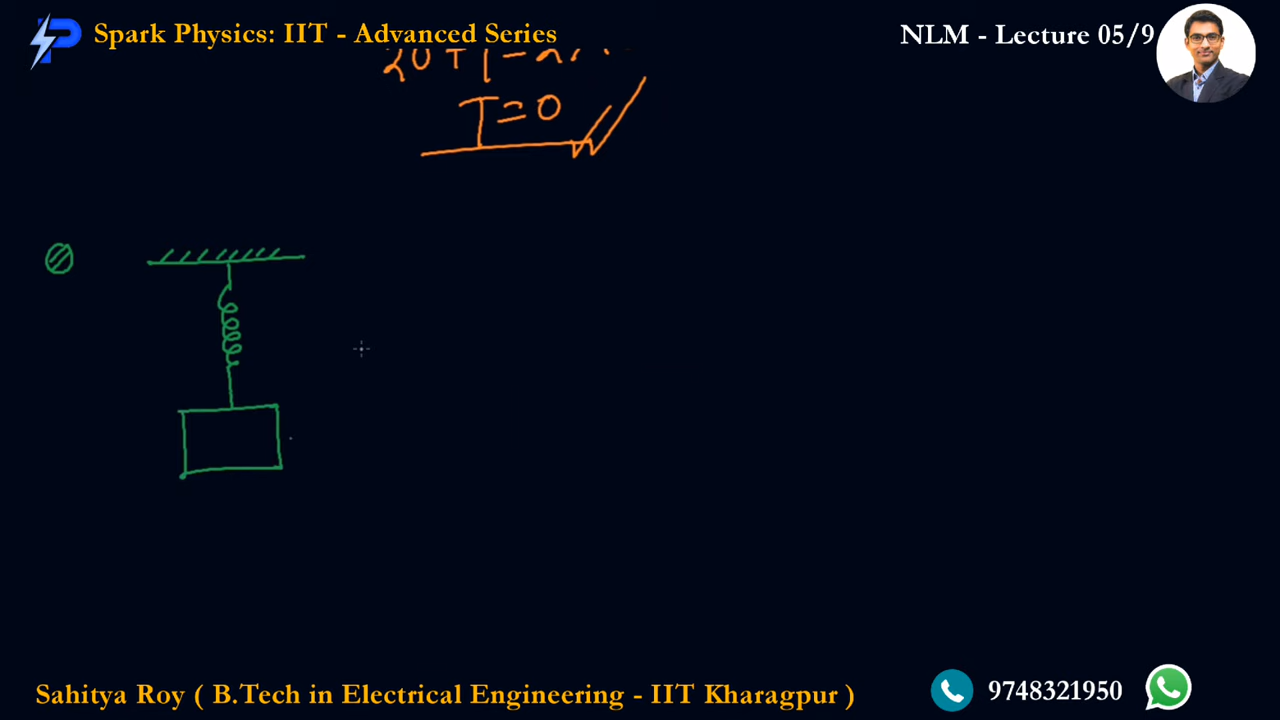 Spark Physics: IIT - Advanced Series
NLM - Lecture 05/9
T=0
Sahitya Roy ( B.Tech in Electrical Engineering - IIT Kharagpur )
9748321950